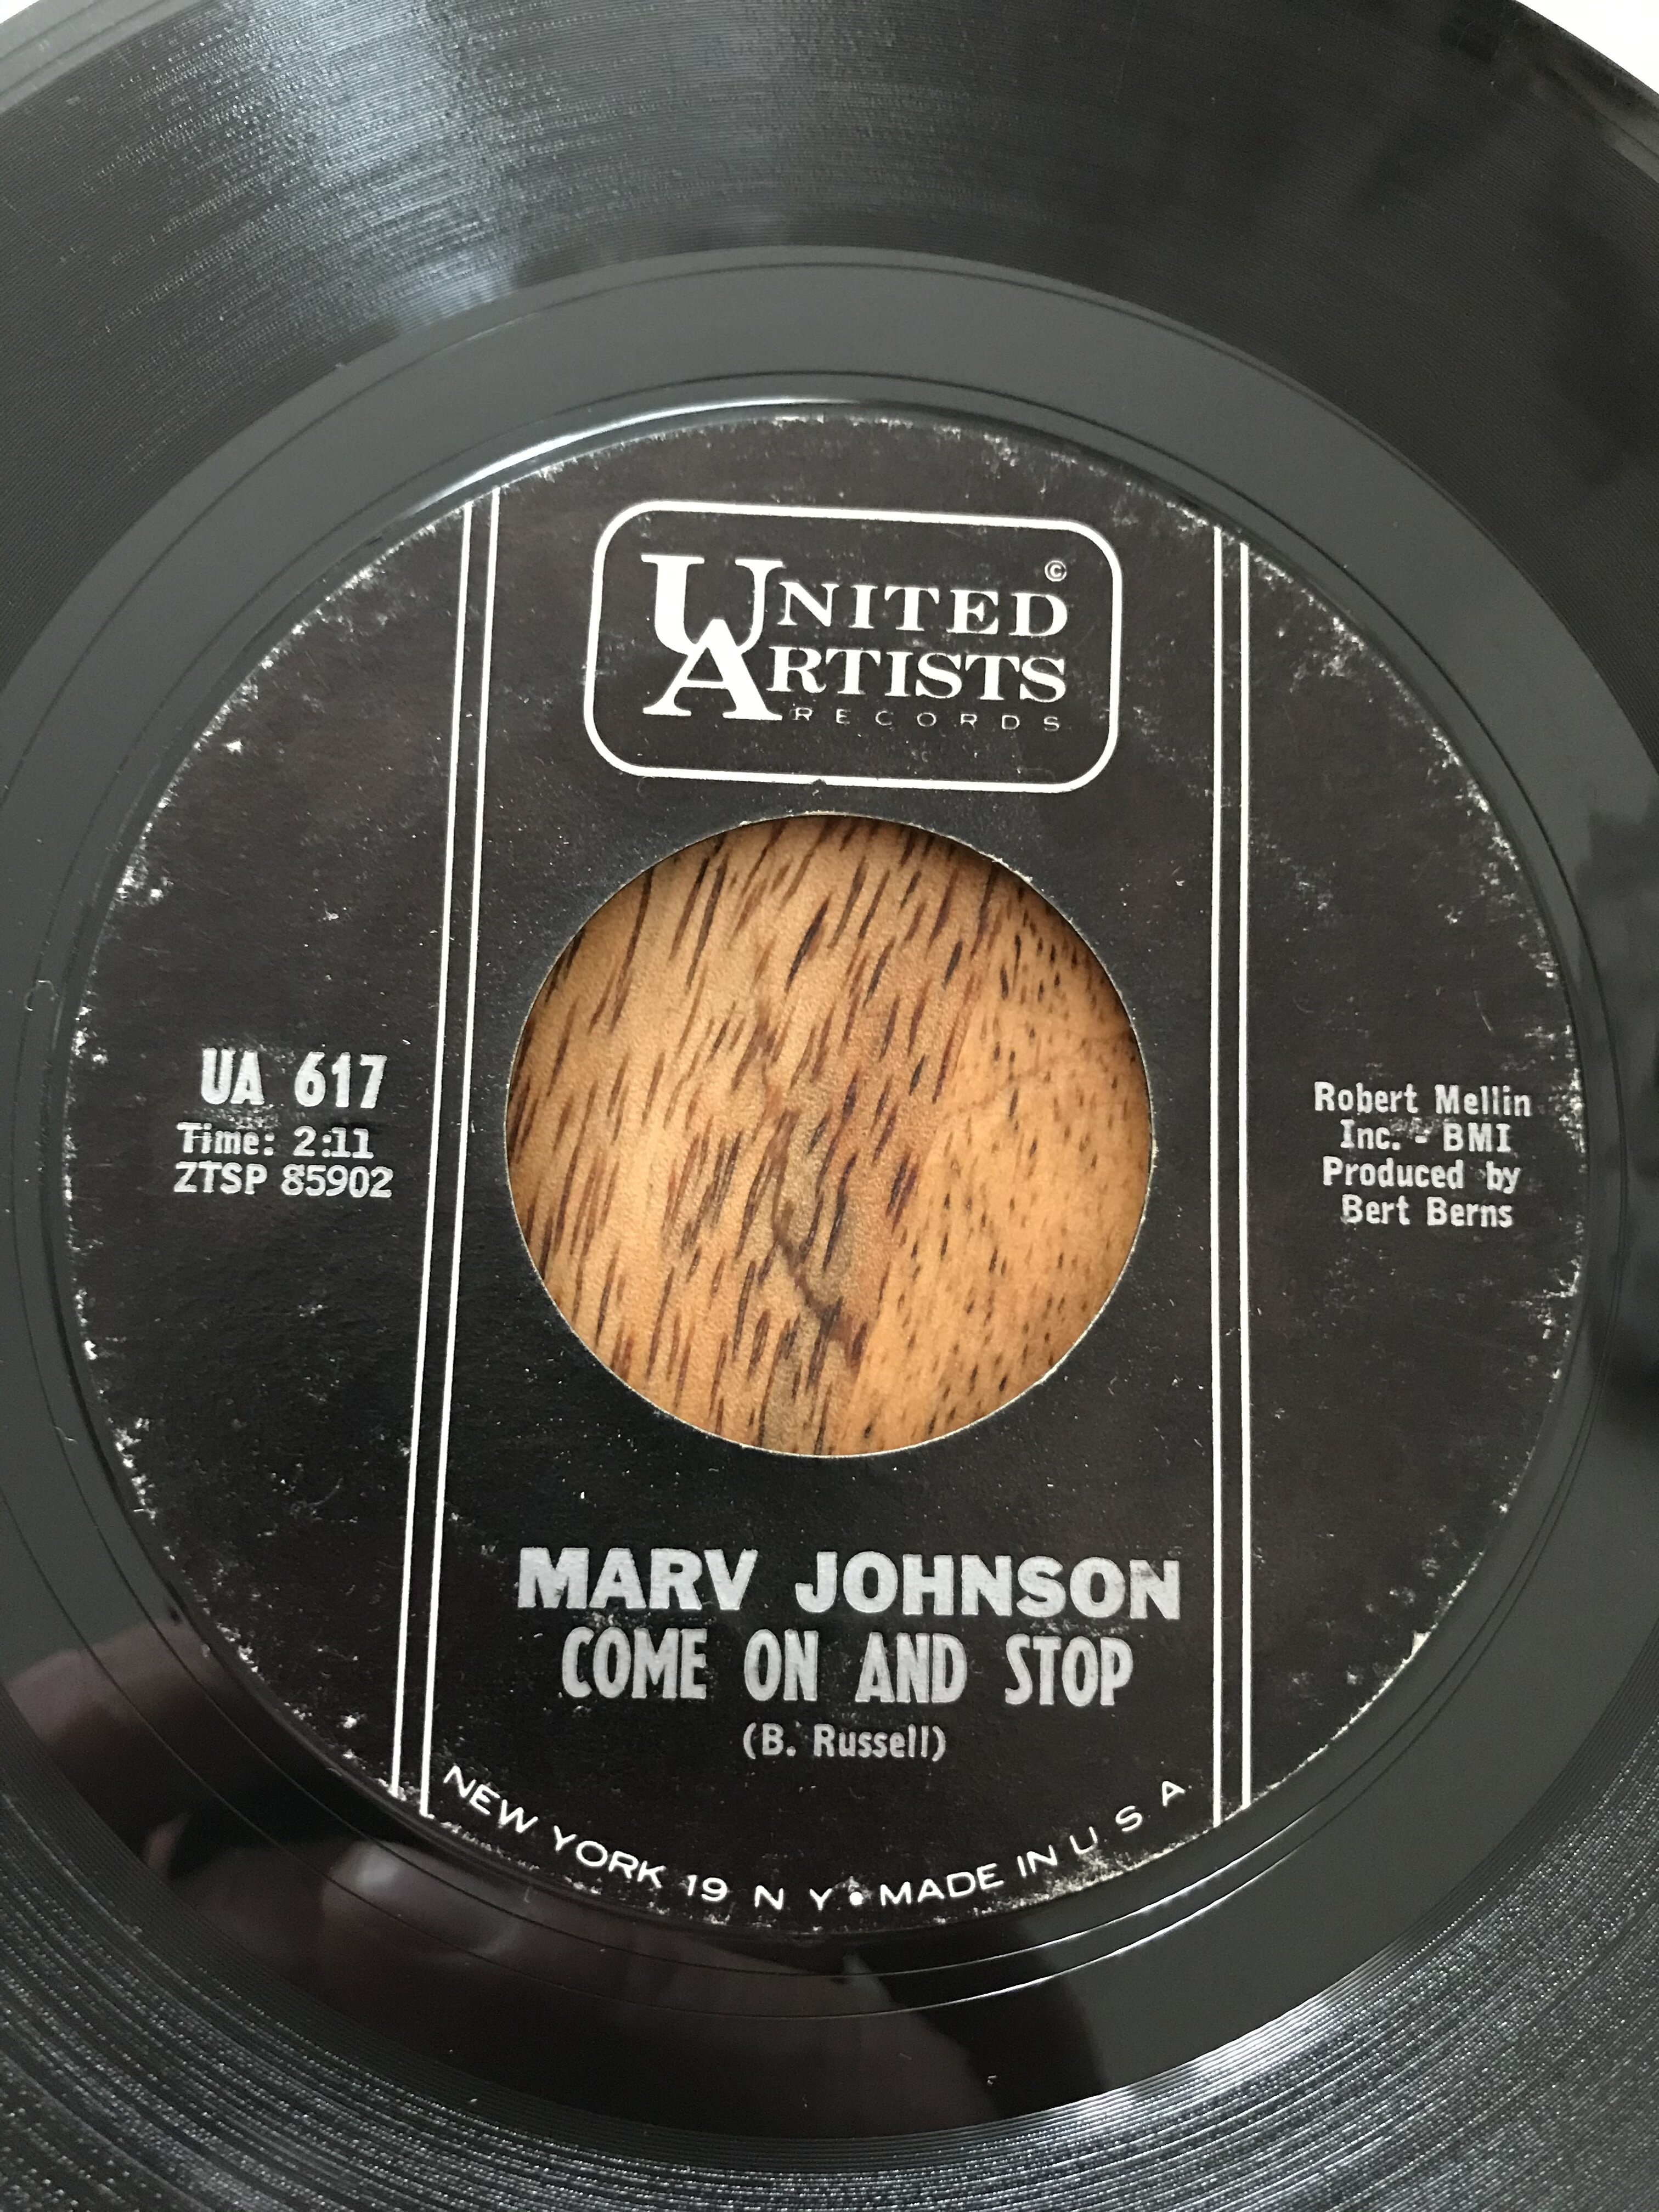 UNITED ©
ARTISTS
RECORDS
UA 617
Time: 2:11
ZTSP 85902
Robert Mellin
Inc. - BMI
Produced by
Bert Berns
MARV JOHNSON
COME ON AND STOP
(B. Russell)
NEW YORK 19 N Y • MADE IN U S A